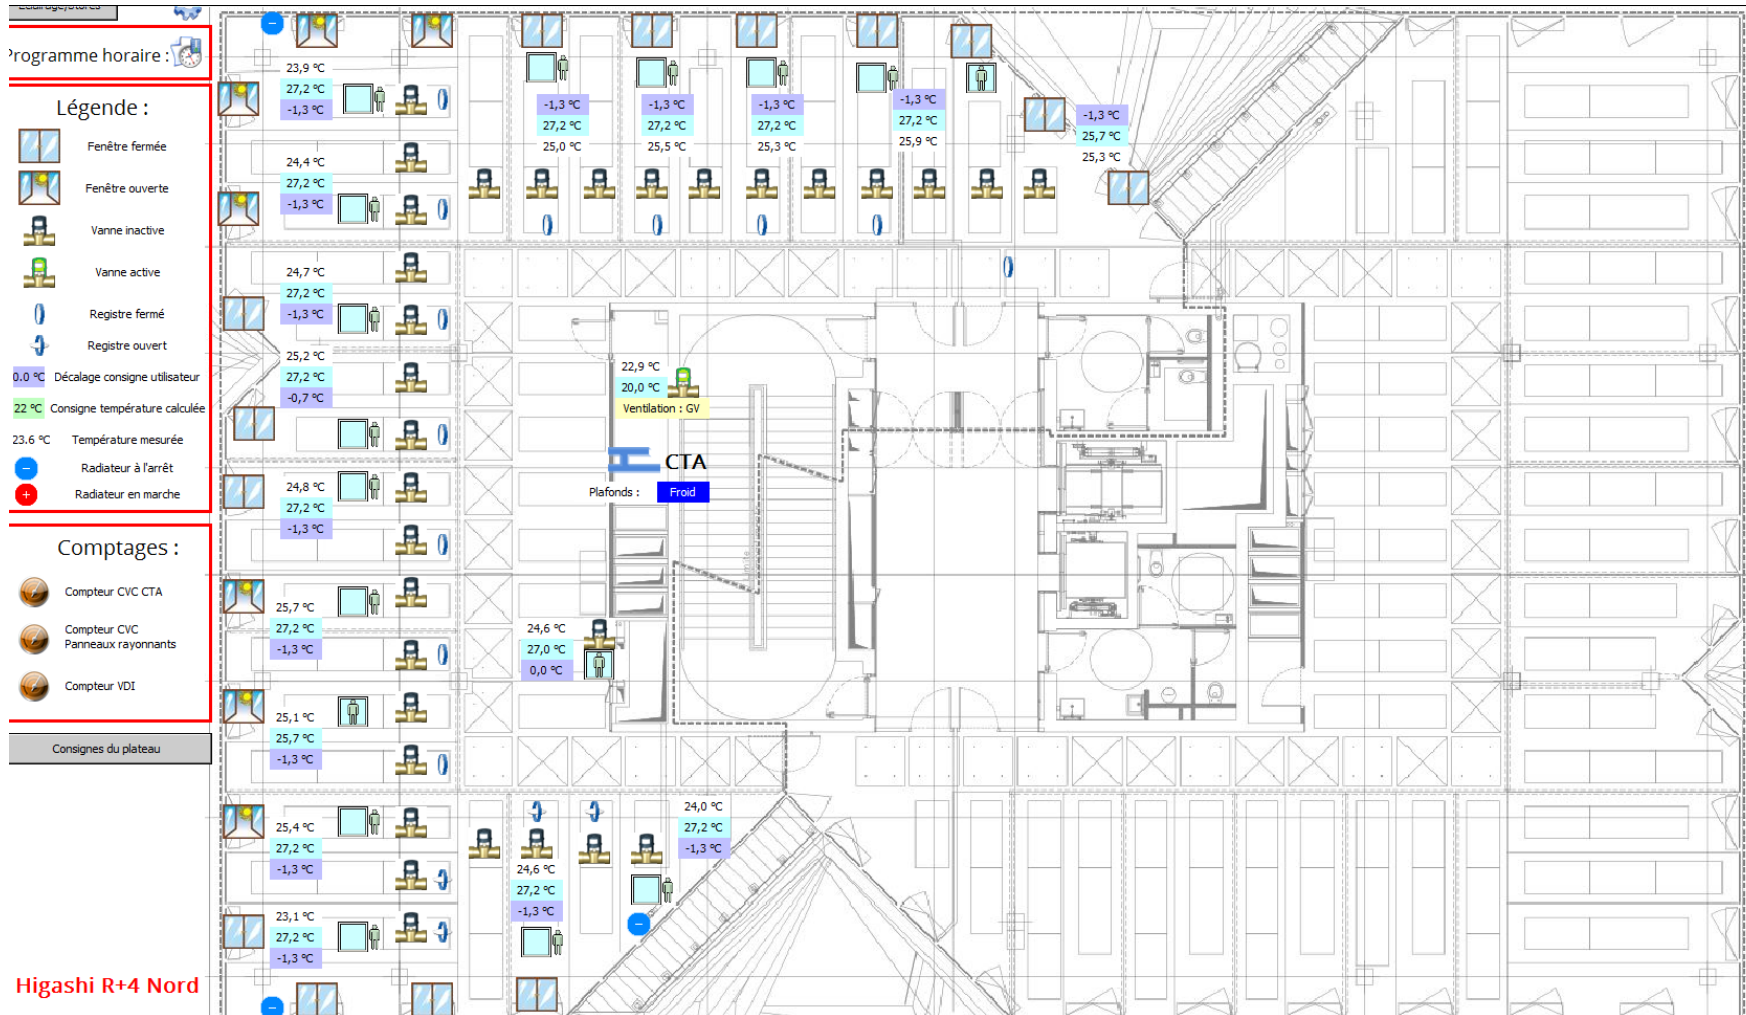 Eclairage/Stores
Programme horaire :
Légende :
Fenêtre fermée
Fenêtre ouverte
Vanne inactive
Vanne active
Registre fermé
Registre ouvert
0.0 °C Décalage consigne utilisateur
22 °C Consigne température calculée
23.6 °C Température mesurée
Radiateur à l'arrêt
Radiateur en marche
Comptages :
Compteur CVC CTA
Compteur CVC
Panneaux rayonnants
Compteur VDI
Consignes du plateau
Higashi R+4 Nord
23,9 °C
27,2 °C
-1,3 °C
24,4 °C
27,2 °C
-1,3 °C
24,7 °C
27,2 °C
-1,3 °C
25,2 °C
27,2 °C
-0,7 °C
24,8 °C
27,2 °C
-1,3 °C
25,7 °C
27,2 °C
-1,3 °C
25,1 °C
25,7 °C
-1,3 °C
25,4 °C
27,2 °C
-1,3 °C
23,1 °C
27,2 °C
-1,3 °C
-1,3 °C
27,2 °C
25,0 °C
-1,3 °C
27,2 °C
25,5 °C
-1,3 °C
27,2 °C
25,3 °C
-1,3 °C
27,2 °C
25,9 °C
-1,3 °C
25,7 °C
25,3 °C
22,9 °C
20,0 °C
Ventilation : GV
CTA
Plafonds : Froid
24,6 °C
27,0 °C
0,0 °C
24,0 °C
27,2 °C
-1,3 °C
24,6 °C
27,2 °C
-1,3 °C